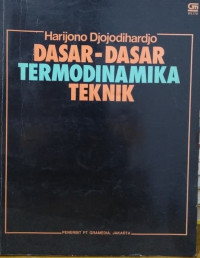 Harijono Djojodihardjo
DASAR-DASAR
TERMODINAMIKA
TEKNIK
PENERBIT PT GRAMEDIA, JAKARTA